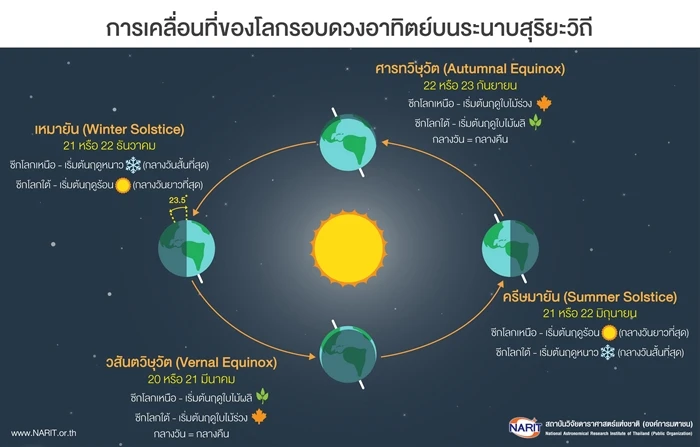 การเคลื่อนที่ของโลกรอบดวงอาทิตย์บนระนาบสุริยะวิถี
ศารทวิษุวัต (Autumnal Equinox)
22 หรือ 23 กันยายน
ซีกโลกเหนือ - เริ่มต้นฤดูใบไม้ร่วง
ซีกโลกใต้ - เริ่มต้นฤดูใบไม้ผลิ
กลางวัน = กลางคืน
เหมายัน (Winter Solstice)
21 หรือ 22 ธันวาคม
ซีกโลกเหนือ - เริ่มต้นฤดูหนาว (กลางวันสั้นที่สุด)
ซีกโลกใต้ - เริ่มต้นฤดูร้อน (กลางวันยาวที่สุด)
23.5°
ครีษมายัน (Summer Solstice)
21 หรือ 22 มิถุนายน
ซีกโลกเหนือ - เริ่มต้นฤดูร้อน (กลางวันยาวที่สุด)
ซีกโลกใต้ - เริ่มต้นฤดูหนาว (กลางวันสั้นที่สุด)
วสันตวิษุวัต (Vernal Equinox)
20 หรือ 21 มีนาคม
ซีกโลกเหนือ - เริ่มต้นฤดูใบไม้ผลิ
ซีกโลกใต้ - เริ่มต้นฤดูใบไม้ร่วง
กลางวัน = กลางคืน
www.NARIT.or.th
NARIT
สถาบันวิจัยดาราศาสตร์แห่งชาติ (องค์การมหาชน)
National Astronomical Research Institute of Thailand (Public Organization)